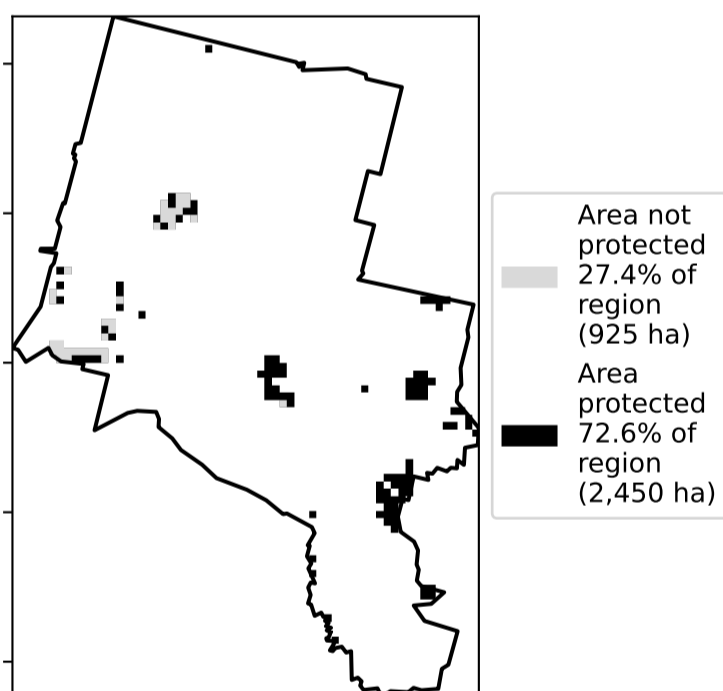 Area not
protected
27.4% of
region
(925 ha)
Area
protected
72.6% of
region
(2,450 ha)